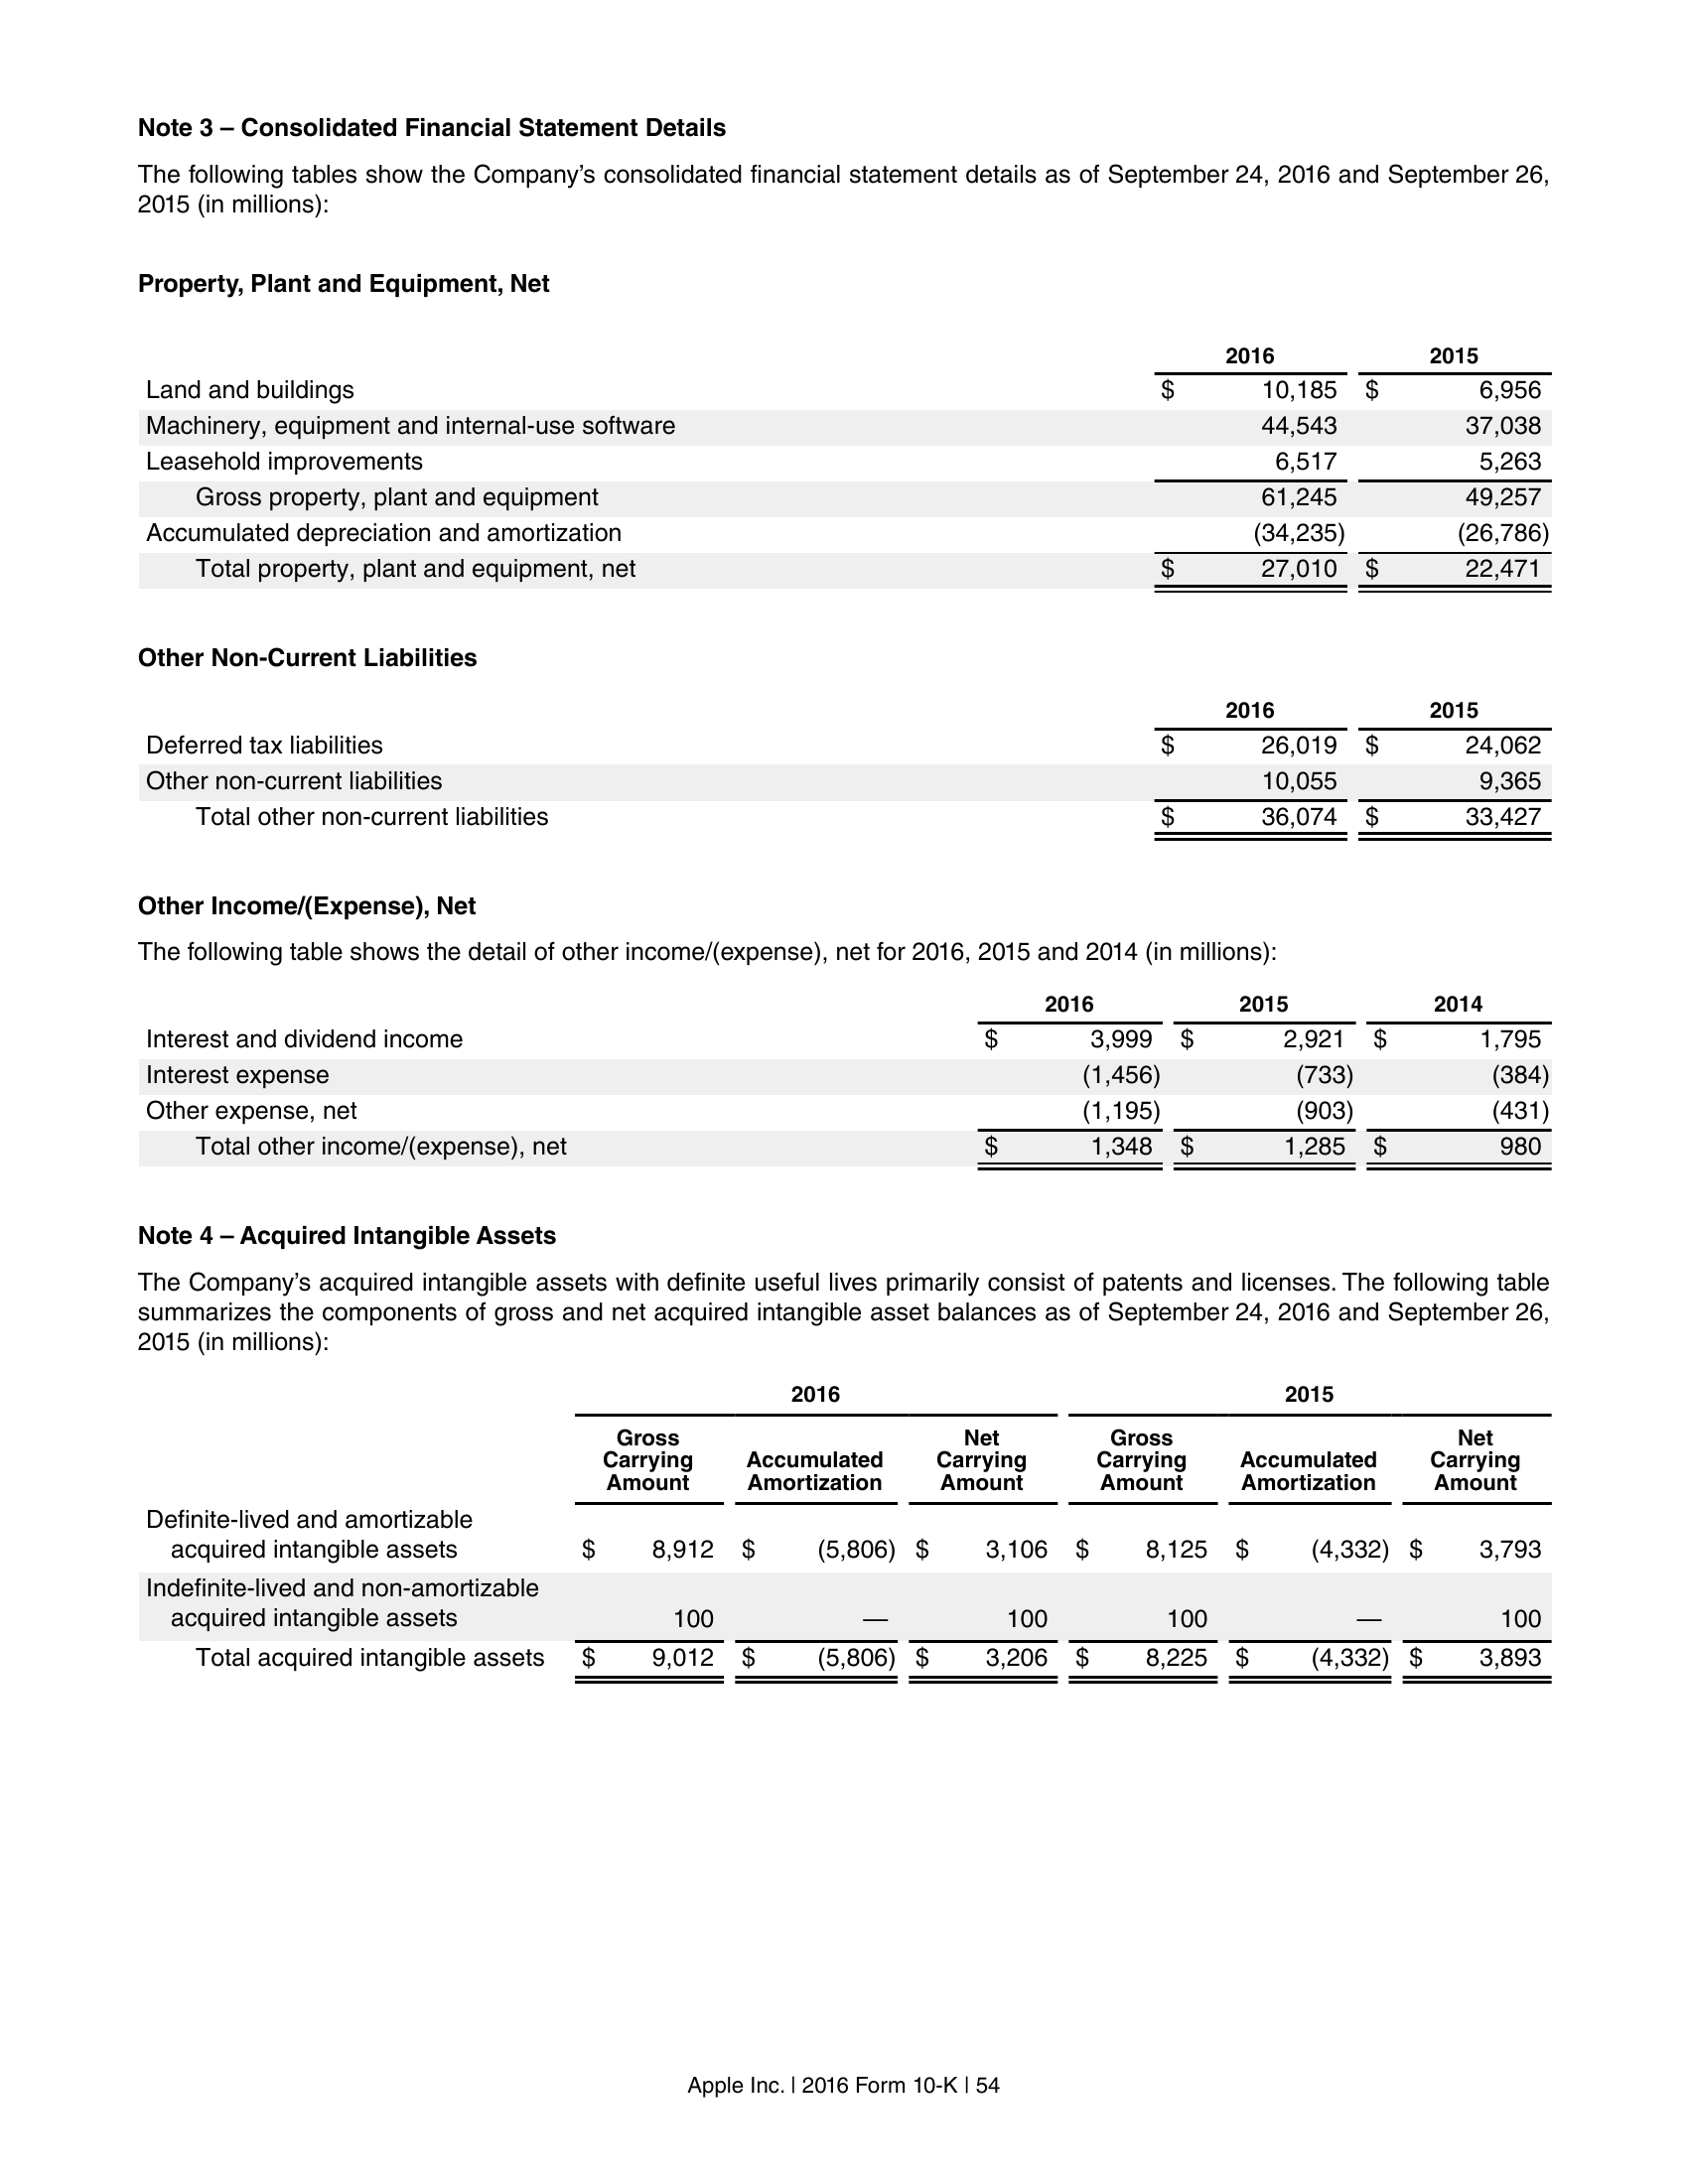 Note 3 – Consolidated Financial Statement Details
The following tables show the Company’s consolidated financial statement details as of September 24, 2016 and September 26,
2015 (in millions):
Property, Plant and Equipment, Net
2016 2015
Land and buildings $ 10,185 $ 6,956
Machinery, equipment and internal-use software 44,543 37,038
Leasehold improvements 6,517 5,263
Gross property, plant and equipment 61,245 49,257
Accumulated depreciation and amortization (34,235) (26,786)
Total property, plant and equipment, net $ 27,010 $ 22,471
Other Non-Current Liabilities
2016 2015
Deferred tax liabilities $ 26,019 $ 24,062
Other non-current liabilities 10,055 9,365
Total other non-current liabilities $ 36,074 $ 33,427
Other Income/(Expense), Net
The following table shows the detail of other income/(expense), net for 2016, 2015 and 2014 (in millions):
2016 2015 2014
Interest and dividend income $ 3,999 $ 2,921 $ 1,795
Interest expense (1,456) (733) (384)
Other expense, net (1,195) (903) (431)
Total other income/(expense), net $ 1,348 $ 1,285 $ 980
Note 4 – Acquired Intangible Assets
The Company’s acquired intangible assets with definite useful lives primarily consist of patents and licenses. The following table
summarizes the components of gross and net acquired intangible asset balances as of September 24, 2016 and September 26,
2015 (in millions):
2016 2015
Gross Net Gross Net
Carrying Accumulated Carrying Carrying Accumulated Carrying
Amount Amortization Amount Amount Amortization Amount
Definite-lived and amortizable
acquired intangible assets $ 8,912 $ (5,806) $ 3,106 $ 8,125 $ (4,332) $ 3,793
Indefinite-lived and non-amortizable
acquired intangible assets 100 — 100 100 — 100
Total acquired intangible assets $ 9,012 $ (5,806) $ 3,206 $ 8,225 $ (4,332) $ 3,893
Apple Inc. | 2016 Form 10-K | 54